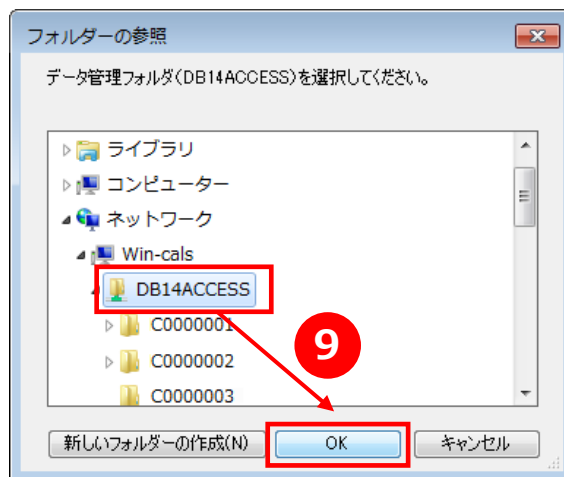 フォルダーの参照
データ管理フォルダ(DB14ACCESS)を選択してください。
ライブラリ
コンピューター
ネットワーク
Win-cals
DB14ACCESS
C0000001
C0000002
C0000003
9
新しいフォルダーの作成(N) OK キャンセル